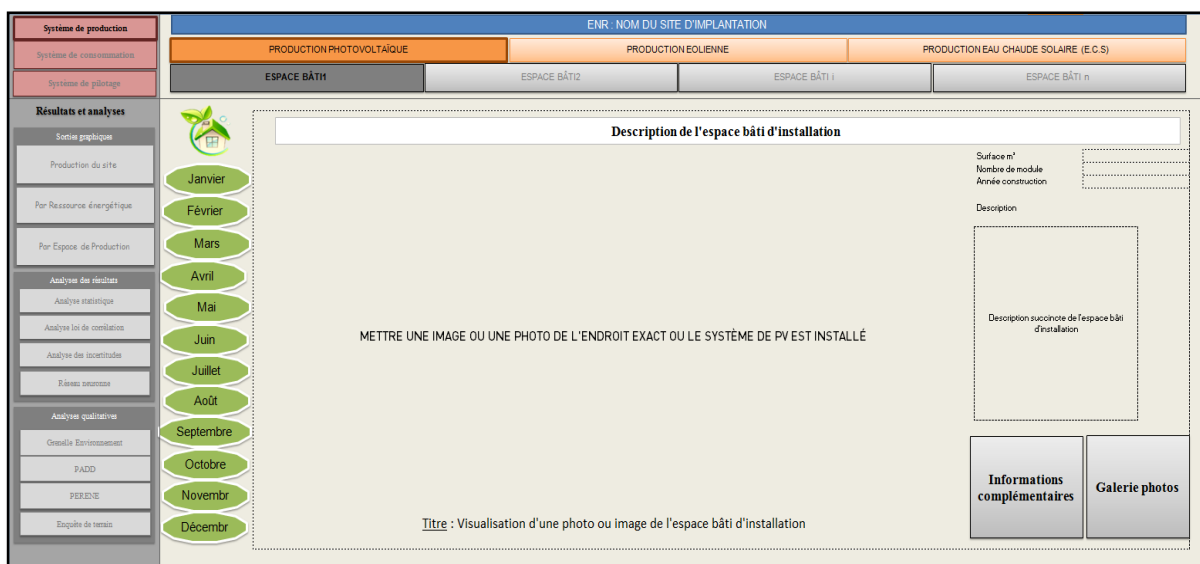 Système de production
Système de consommation
Système de pilotage
Résultats et analyses
Sorties graphiques
Production du site
Par Ressource énergétique
Par Espace de Production
Analyses des résultats
Analyse statistique
Analyse loi de corrélation
Analyse des incertitudes
Réseau neuronne
Analyses qualitatives
Grenelle Environnement
PADD
PERENE
Enquête de terrain
ENR : NOM DU SITE D'IMPLANTATION
PRODUCTION PHOTOVOLTAÏQUE
PRODUCTION EOLIENNE
PRODUCTION EAU CHAUDE SOLAIRE (E.C.S)
ESPACE BÂTI1
ESPACE BÂTI2
ESPACE BÂTI i
ESPACE BÂTI n
Janvier
Février
Mars
Avril
Mai
Juin
Juillet
Août
Septembre
Octobre
Novembr
Décembr
Description de l'espace bâti d'installation
METTRE UNE IMAGE OU UNE PHOTO DE L'ENDROIT EXACT OU LE SYSTÈME DE PV EST INSTALLÉ
Titre : Visualisation d'une photo ou image de l'espace bâti d'installation
Surface m²
Nombre de module
Année construction
Description
Description succincte de l'espace bâti
d'installation
Informations
complémentaires
Galerie photos